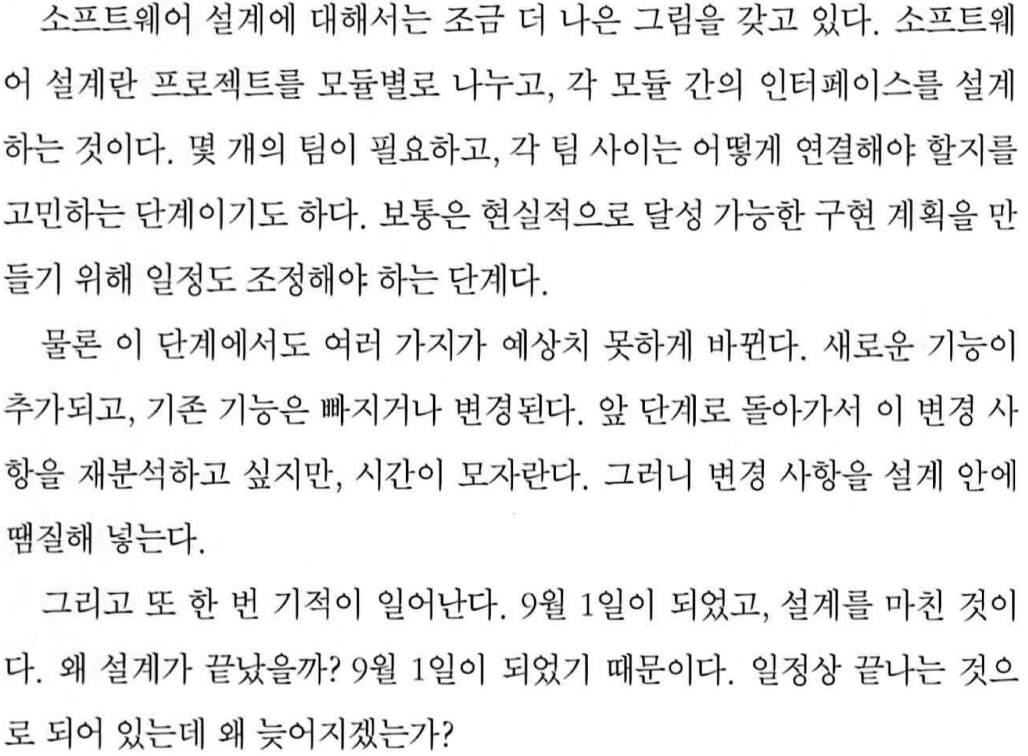 소프트웨어 설계에 대해서는 조금 더 나은 그림을 갖고 있다. 소프트웨
어 설계란 프로젝트를 모듈별로 나누고, 각 모듈 간의 인터페이스를 설계
하는 것이다. 몇 개의 팀이 필요하고, 각 팀 사이는 어떻게 연결해야 할지를
고민하는 단계이기도 하다. 보통은 현실적으로 달성 가능한 구현 계획을 만
들기 위해 일정도 조정해야 하는 단계다.
물론 이 단계에서도 여러 가지가 예상치 못하게 바뀐다. 새로운 기능이
추가되고, 기존 기능은 빠지거나 변경된다. 앞 단계로 돌아가서 이 변경 사
항을 재분석하고 싶지만, 시간이 모자란다. 그러니 변경 사항을 설계 안에
땜질해 넣는다.
그리고 또 한 번 기적이 일어난다. 9월 1일이 되었고, 설계를 마친 것이
다. 왜 설계가 끝났을까? 9월 1일이 되었기 때문이다. 일정상 끝나는 것으
로 되어 있는데 왜 늦어지겠는가?